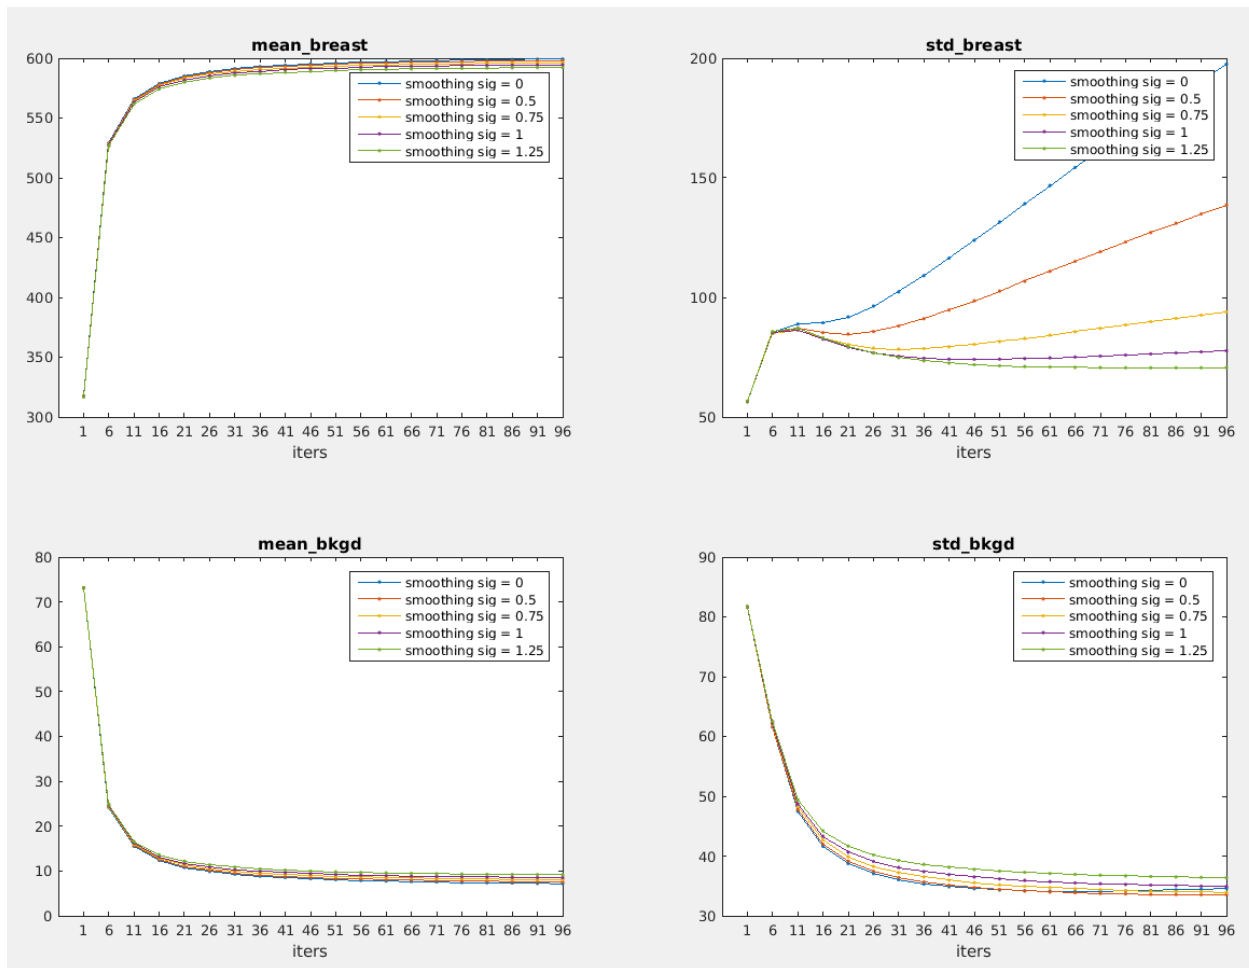 mean_breast
600
550
500
450
400
350
300
smoothing sig = 0
smoothing sig = 0.5
smoothing sig = 0.75
smoothing sig = 1
smoothing sig = 1.25
1 6 11 16 21 26 31 36 41 46 51 56 61 66 71 76 81 86 91 96
iters
std_breast
200
150
100
50
smoothing sig = 0
smoothing sig = 0.5
smoothing sig = 0.75
smoothing sig = 1
smoothing sig = 1.25
1 6 11 16 21 26 31 36 41 46 51 56 61 66 71 76 81 86 91 96
iters
mean_bkgd
80
70
60
50
40
30
20
10
0
smoothing sig = 0
smoothing sig = 0.5
smoothing sig = 0.75
smoothing sig = 1
smoothing sig = 1.25
1 6 11 16 21 26 31 36 41 46 51 56 61 66 71 76 81 86 91 96
iters
std_bkgd
90
80
70
60
50
40
30
smoothing sig = 0
smoothing sig = 0.5
smoothing sig = 0.75
smoothing sig = 1
smoothing sig = 1.25
1 6 11 16 21 26 31 36 41 46 51 56 61 66 71 76 81 86 91 96
iters